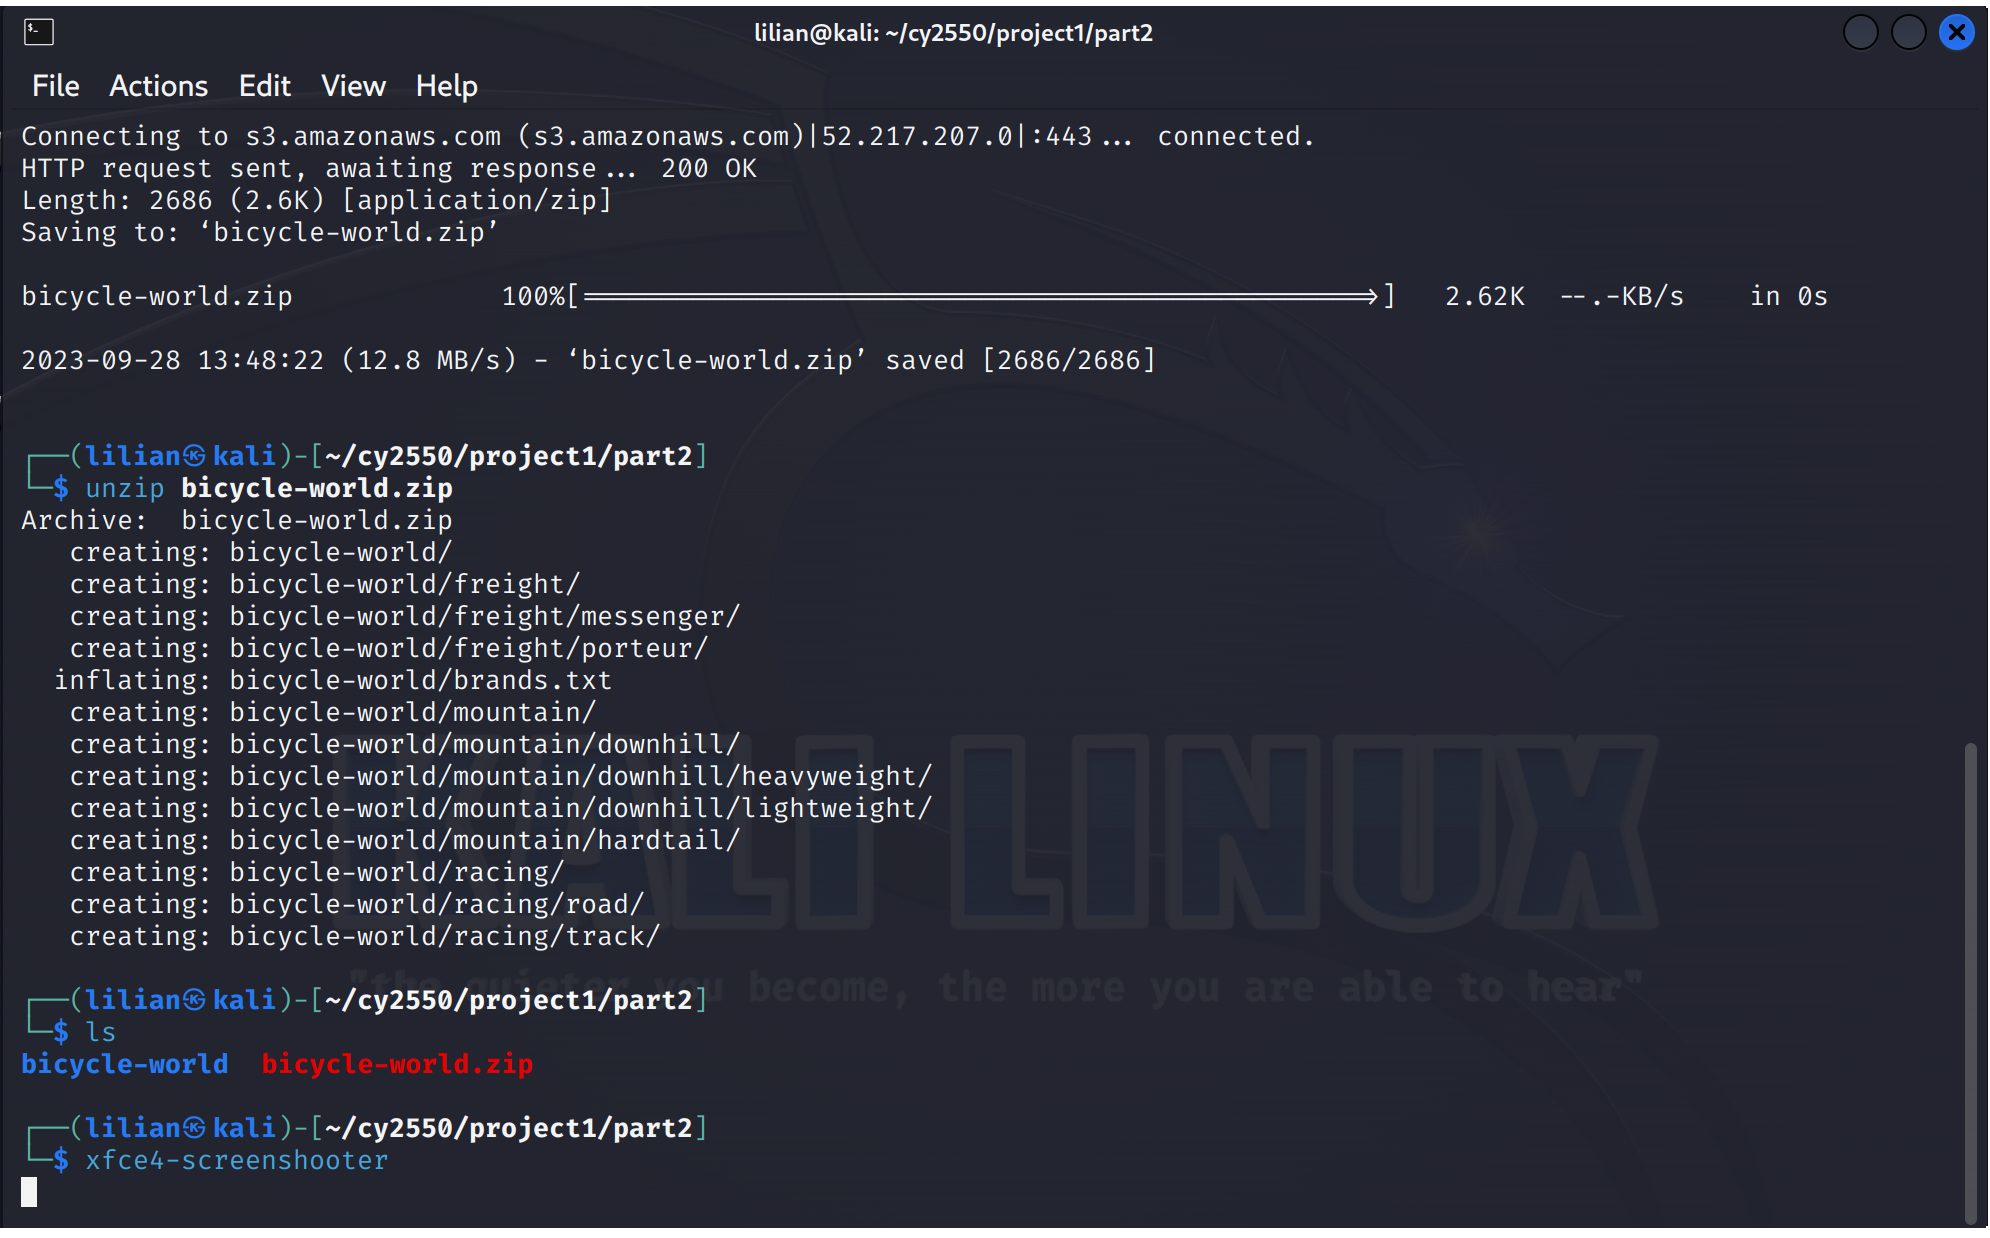 lilian@kali: ~/cy2550/project1/part2
File Actions Edit View Help
Connecting to s3.amazonaws.com (s3.amazonaws.com)|52.217.207.0|:443... connected.
HTTP request sent, awaiting response... 200 OK
Length: 2686 (2.6K) [application/zip]
Saving to: ‘bicycle-world.zip’
bicycle-world.zip 100%[==================================================>] 2.62K --.-KB/s in 0s
2023-09-28 13:48:22 (12.8 MB/s) - ‘bicycle-world.zip’ saved [2686/2686]
┌──(lilian㉿kali)-[~/cy2550/project1/part2]
└─$ unzip bicycle-world.zip
Archive:  bicycle-world.zip
creating: bicycle-world/
creating: bicycle-world/freight/
creating: bicycle-world/freight/messenger/
creating: bicycle-world/freight/porteur/
inflating: bicycle-world/brands.txt
creating: bicycle-world/mountain/
creating: bicycle-world/mountain/downhill/
creating: bicycle-world/mountain/downhill/heavyweight/
creating: bicycle-world/mountain/downhill/lightweight/
creating: bicycle-world/mountain/hardtail/
creating: bicycle-world/racing/
creating: bicycle-world/racing/road/
creating: bicycle-world/racing/track/
KALI LINUX
"the quieter you become, the more you are able to hear"
┌──(lilian㉿kali)-[~/cy2550/project1/part2]
└─$ ls
bicycle-world  bicycle-world.zip
┌──(lilian㉿kali)-[~/cy2550/project1/part2]
└─$ xfce4-screenshooter